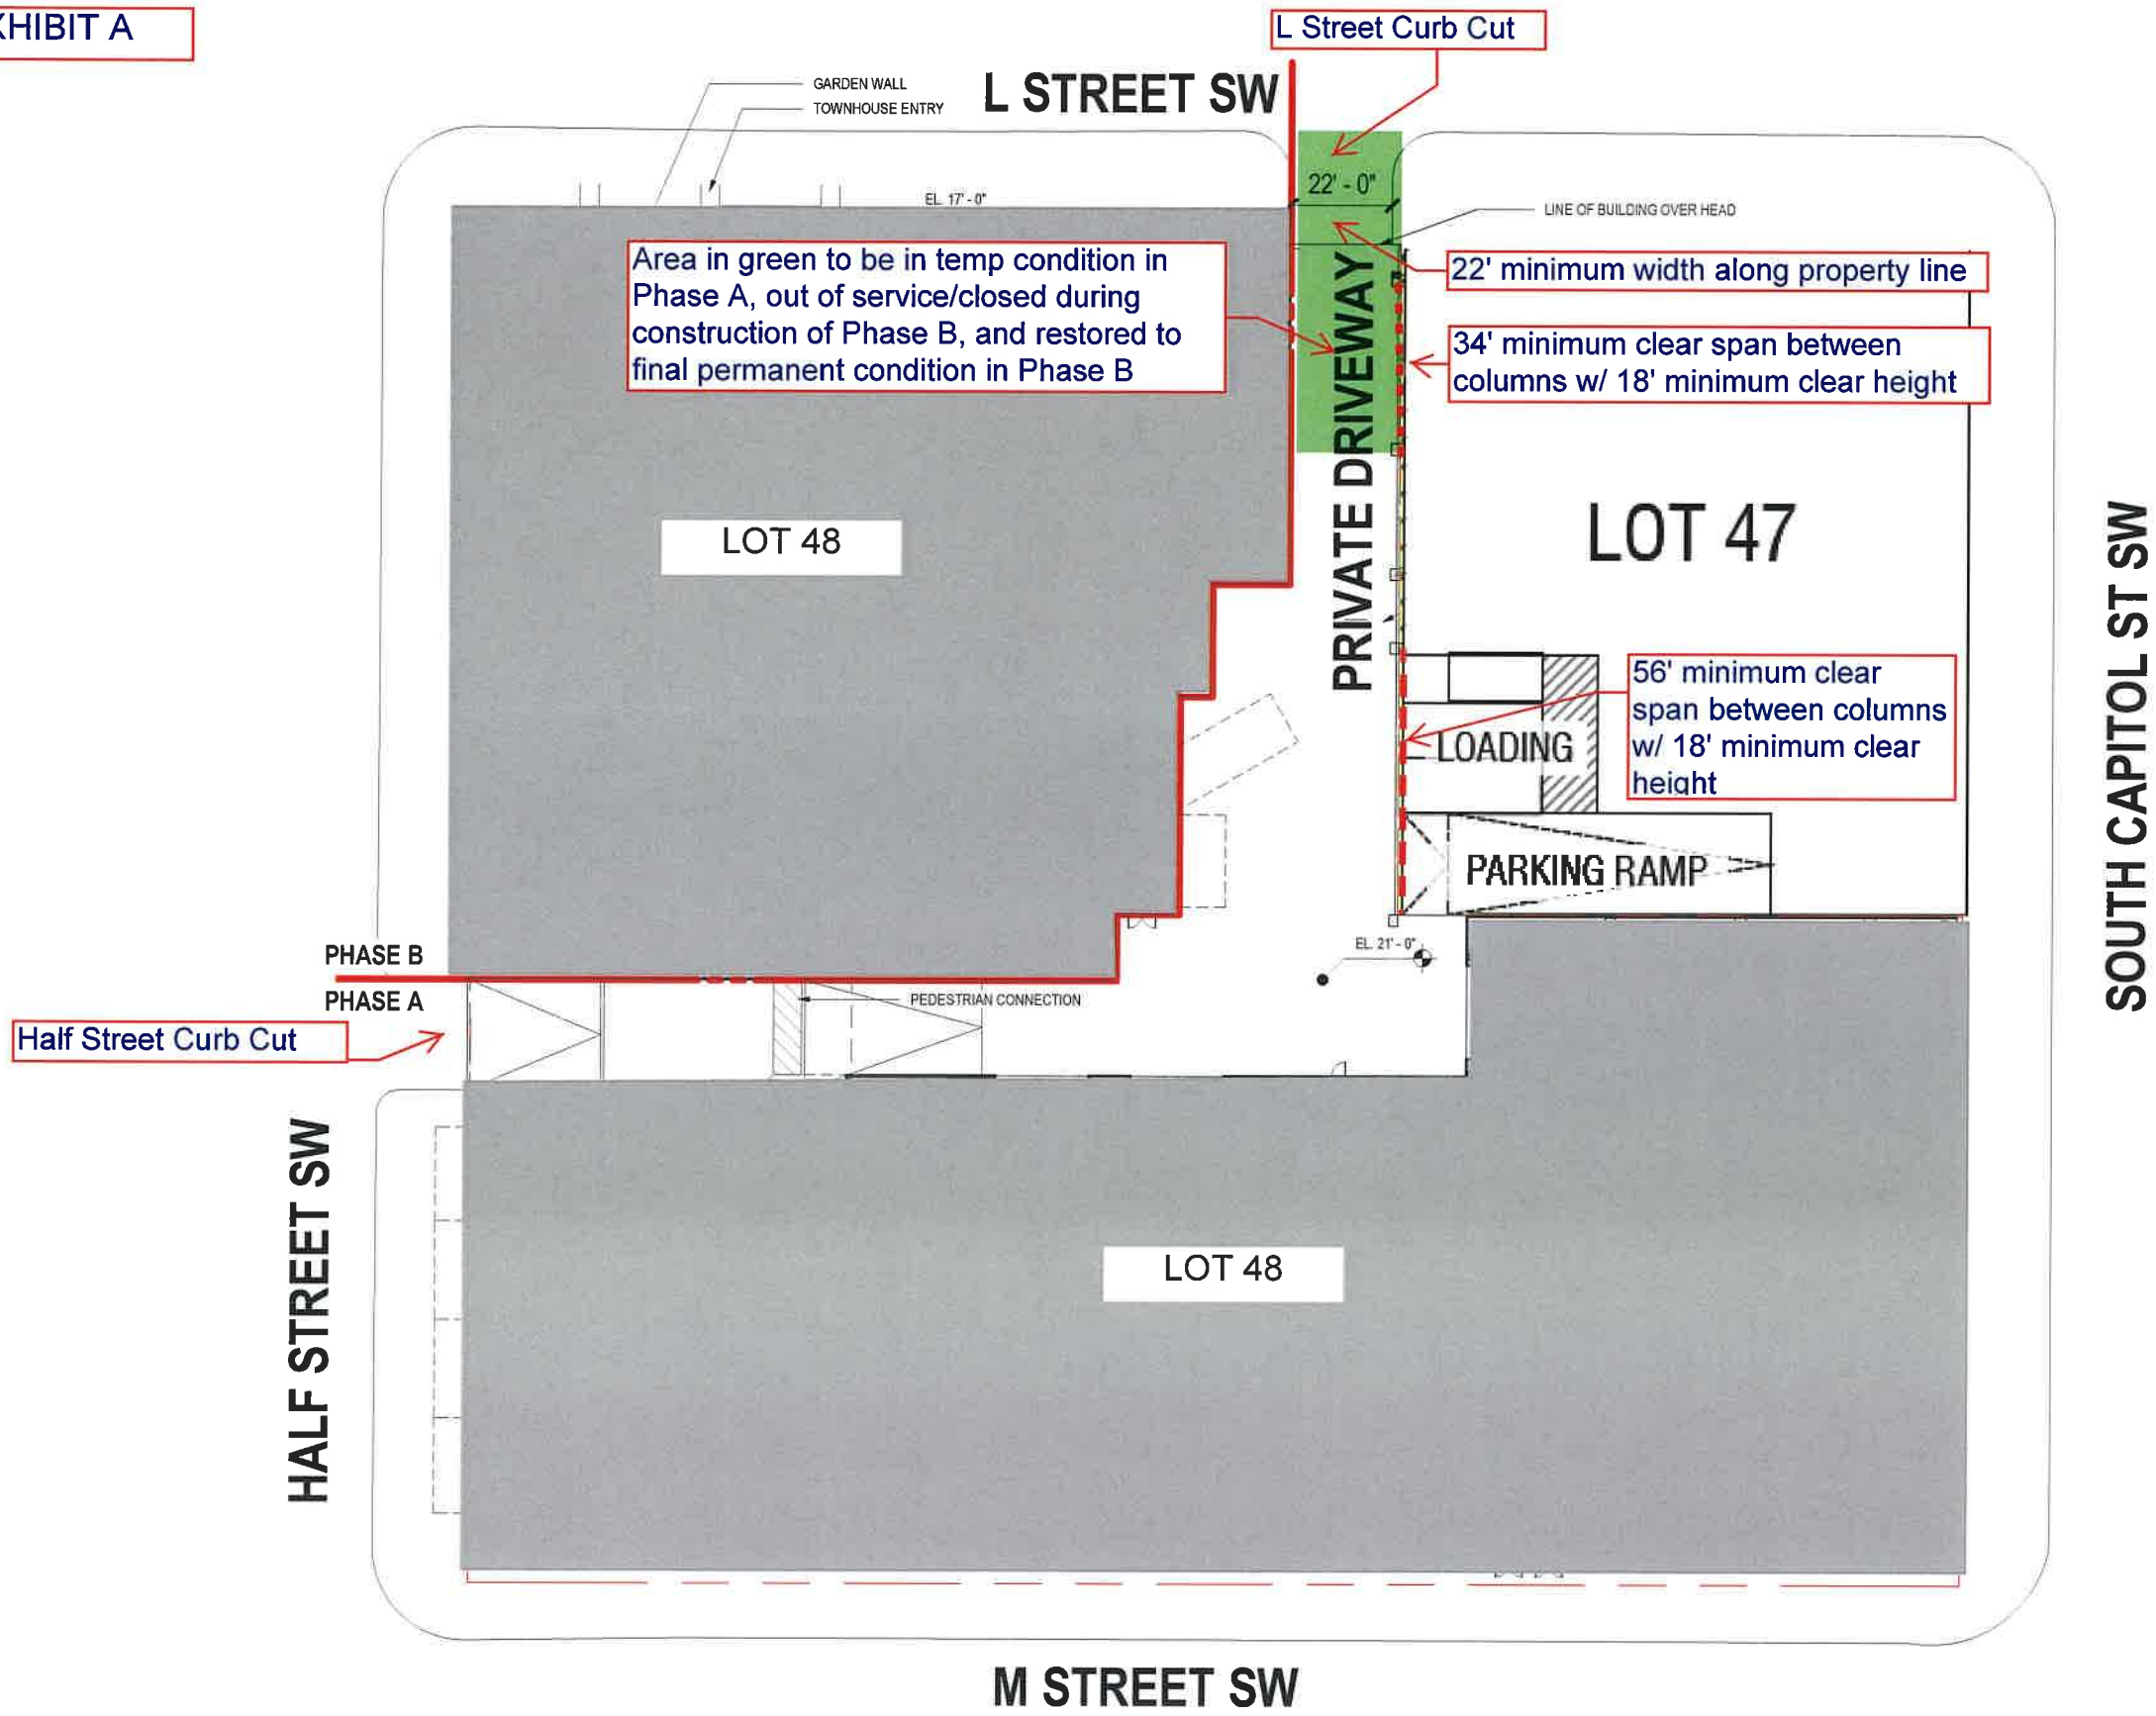 XHIBIT A
L Street Curb Cut
GARDEN WALL
TOWNHOUSE ENTRY
L STREET SW
22' - 0"
EL. 17' - 0"
LINE OF BUILDING OVER HEAD
Area in green to be in temp condition in
Phase A, out of service/closed during
construction of Phase B, and restored to
final permanent condition in Phase B
22' minimum width along property line
34' minimum clear span between
columns w/ 18' minimum clear height
PRIVATE DRIVEWAY
LOT 48
LOT 47
SOUTH CAPITOL ST SW
56' minimum clear
span between columns
w/ 18' minimum clear
height
LOADING
PARKING RAMP
PHASE B
PHASE A
EL. 21' - 0"
PEDESTRIAN CONNECTION
Half Street Curb Cut
HALF STREET SW
LOT 48
M STREET SW